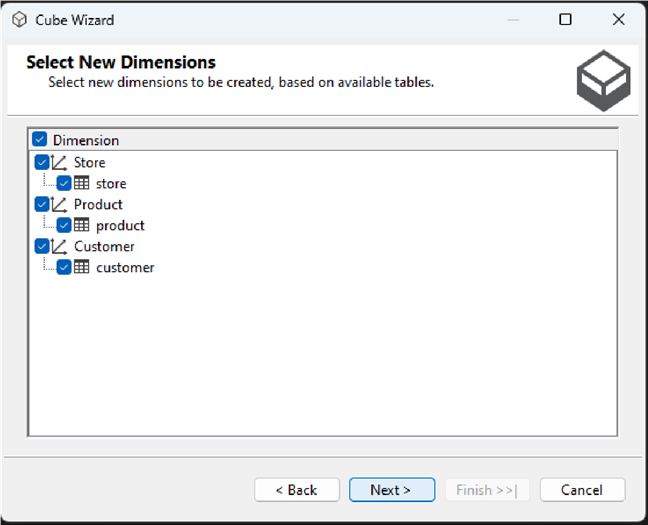 Cube Wizard
Select New Dimensions
Select new dimensions to be created, based on available tables.
Dimension
Store
store
Product
product
Customer
customer
< Back Next > Finish >>| Cancel